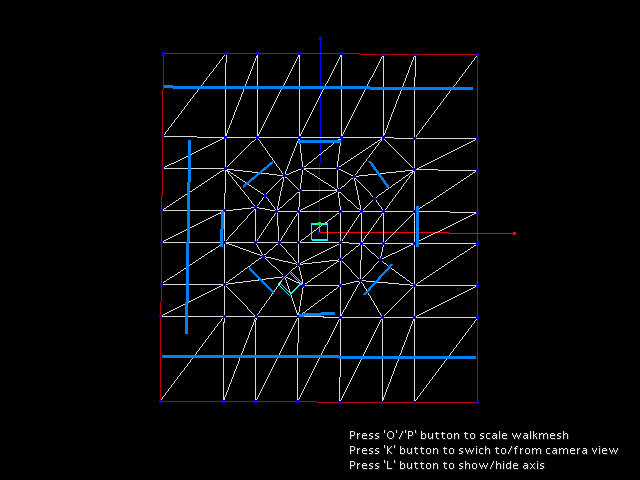 Press 'O'/'P' button to scale walkmesh
Press 'K' button to swich to/from camera view
Press 'L' button to show/hide axis